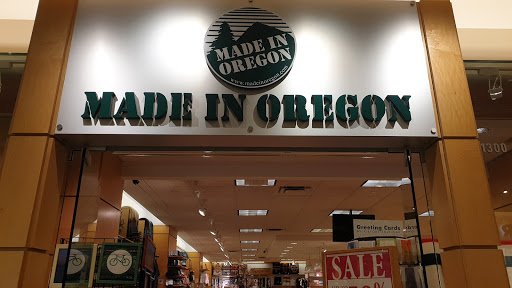 MADE IN
OREGON
www.madeinoregon.com
MADE IN OREGON
1300
Greeting Cards
SALE